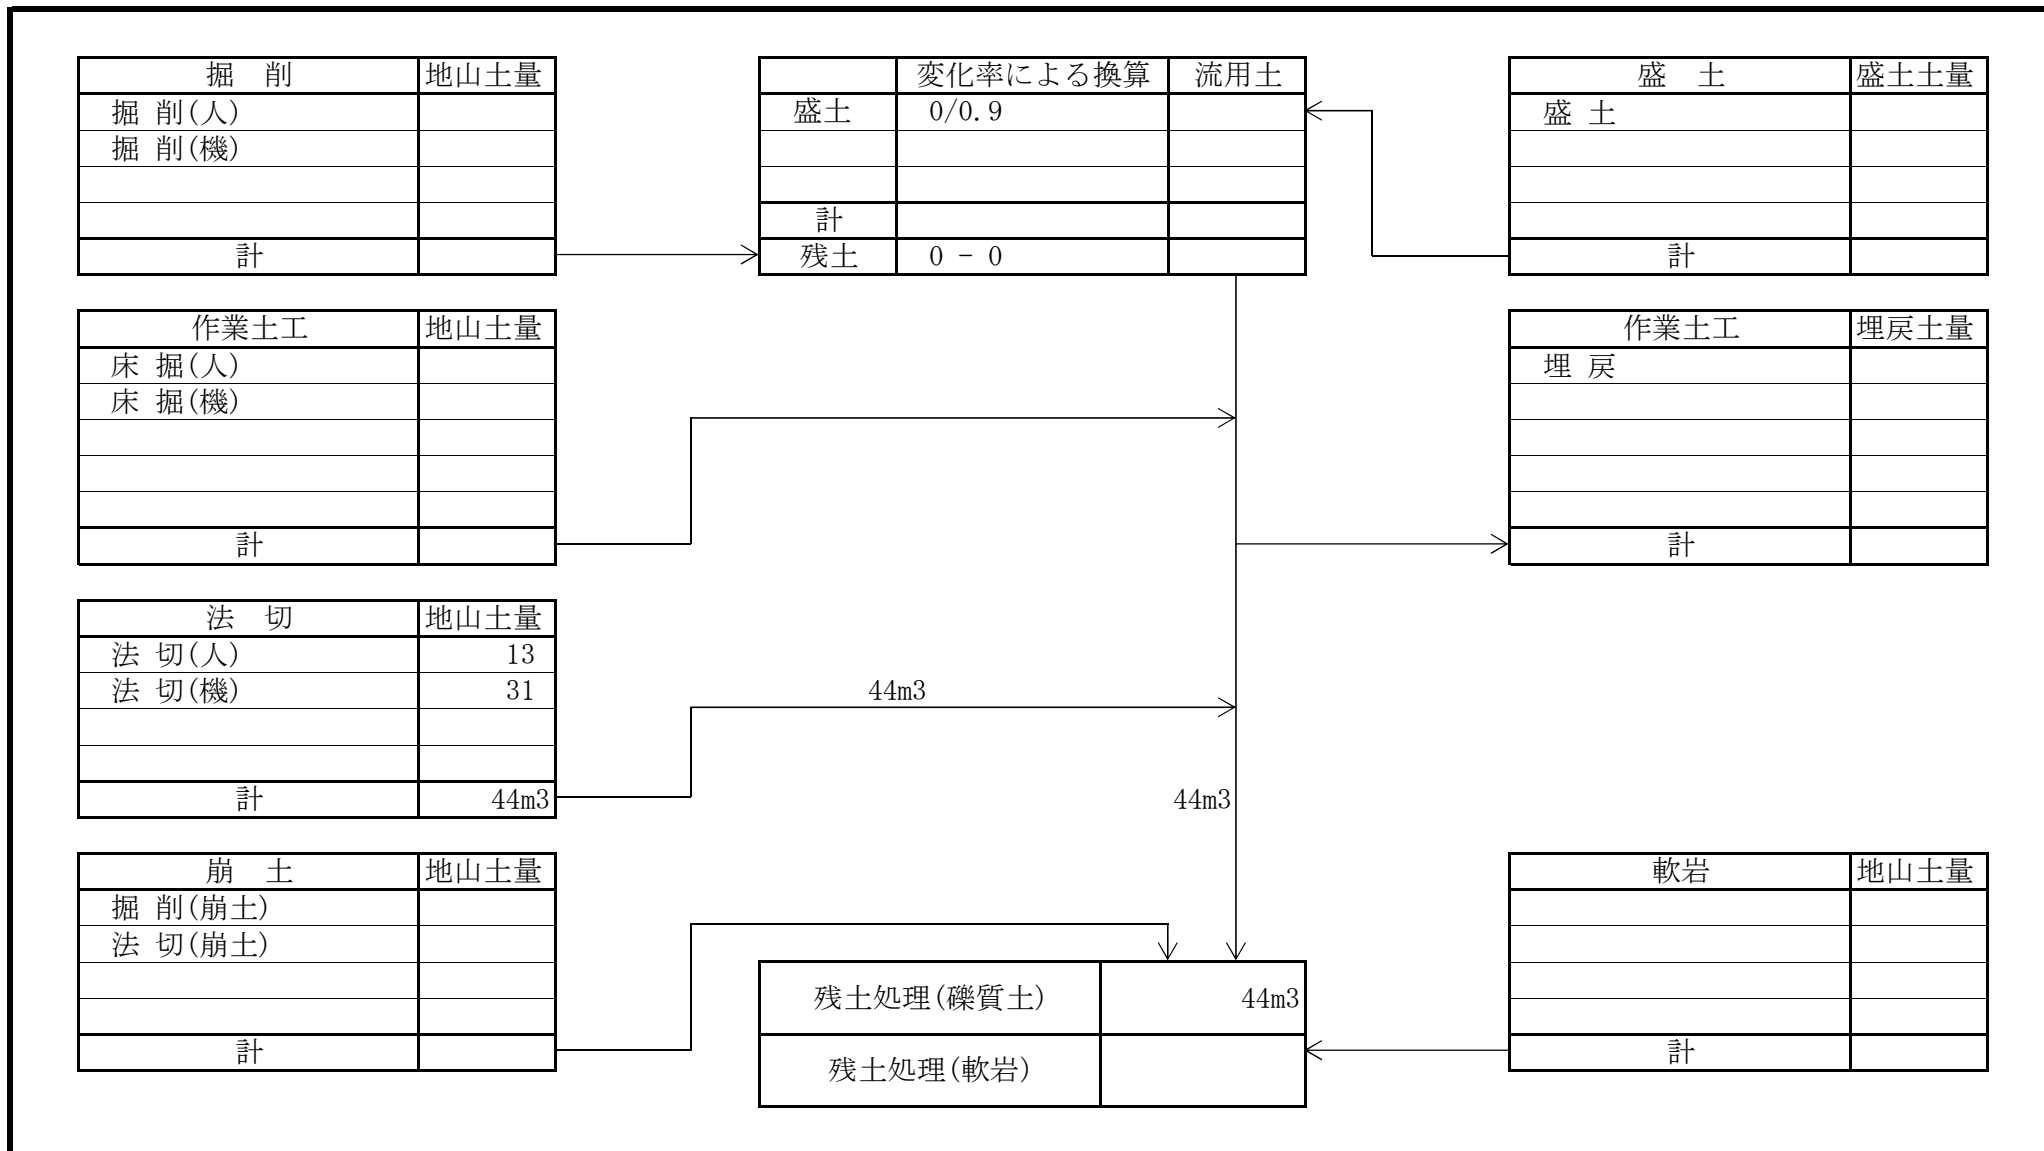 掘　削 地山土量
掘 削(人)
掘 削(機)
計
変化率による換算 流用土
盛土 0/0.9
計
残土 0 - 0
盛　土 盛土土量
盛 土
計
作業土工 地山土量
床 掘(人)
床 掘(機)
計
作業土工 埋戻土量
埋 戻
計
法　切 地山土量
法 切(人) 13
法 切(機) 31
計 44m3
44m3
44m3
崩　土 地山土量
掘 削(崩土)
法 切(崩土)
計
残土処理(礫質土) 44m3
残土処理(軟岩)
軟岩 地山土量
計